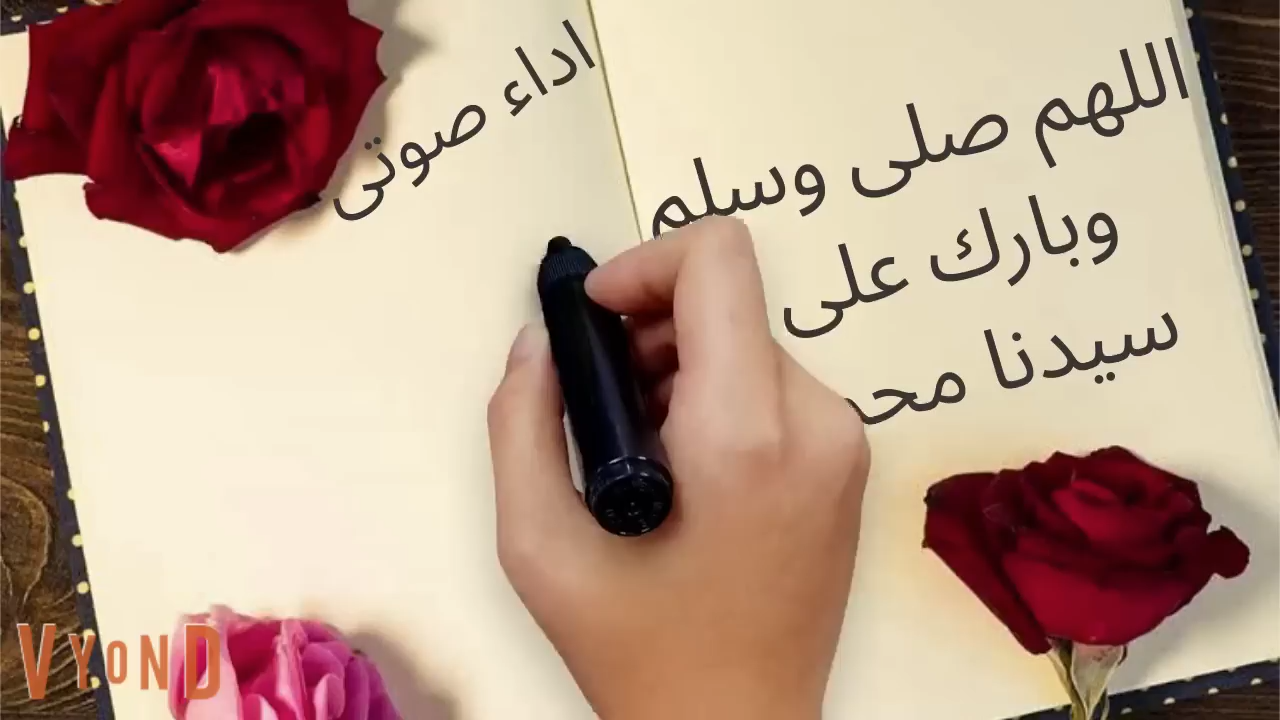 اللهم صلى وسلم
وبارك على
سيدنا
اداء صوتى
VYOND